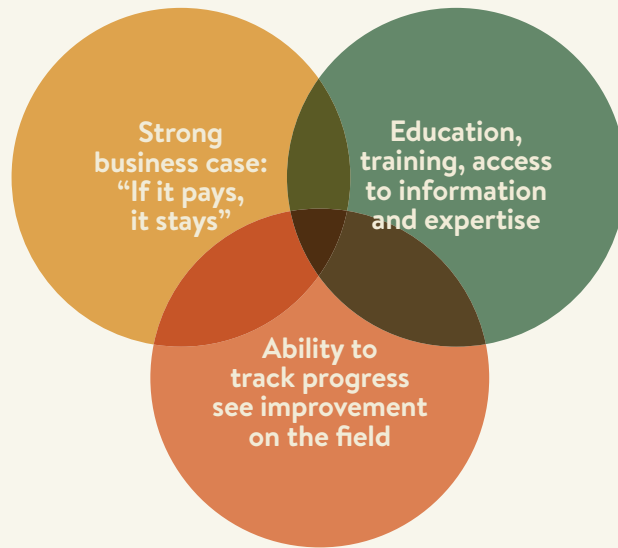 Strong
business case:
“If it pays,
it stays”
Education,
training, access
to information
and expertise
Ability to
track progress
see improvement
on the field